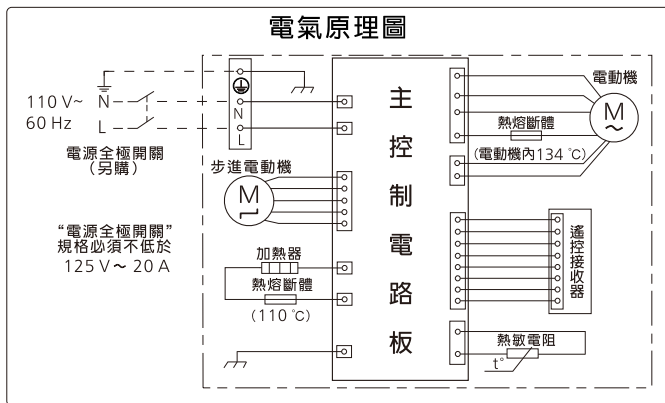 電氣原理圖
110 V~
60 Hz
N
L
N
L
電源全極開關
(另購)
步進電動機
M
“電源全極開關”
規格必須不低於
125 V～ 20 A
加熱器
熱熔斷體
(110 ℃)
主控制電路板
電動機
M
~
熱熔斷體
(電動機內134 ℃)
遙控接收器
熱敏電阻
t°